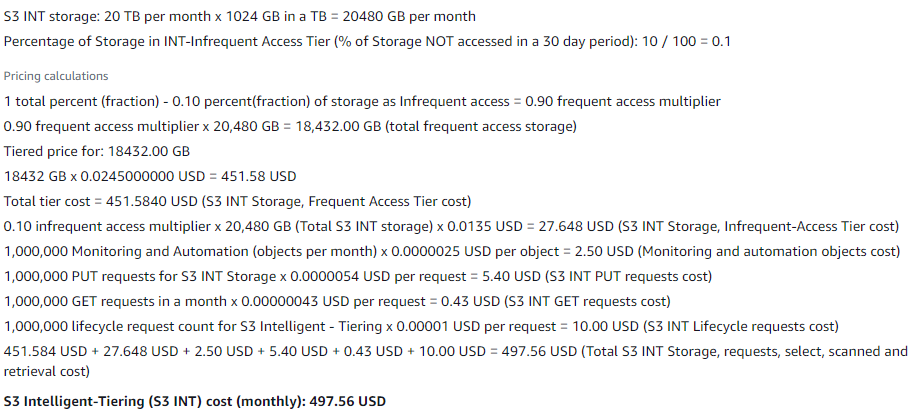 S3 INT storage: 20 TB per month x 1024 GB in a TB = 20480 GB per month
Percentage of Storage in INT-Infrequent Access Tier (% of Storage NOT accessed in a 30 day period): 10 / 100 = 0.1
Pricing calculations
1 total percent (fraction) - 0.10 percent(fraction) of storage as Infrequent access = 0.90 frequent access multiplier
0.90 frequent access multiplier x 20,480 GB = 18,432.00 GB (total frequent access storage)
Tiered price for: 18432.00 GB
18432 GB x 0.0245000000 USD = 451.58 USD
Total tier cost = 451.5840 USD (S3 INT Storage, Frequent Access Tier cost)
0.10 infrequent access multiplier x 20,480 GB (Total S3 INT storage) x 0.0135 USD = 27.648 USD (S3 INT Storage, Infrequent-Access Tier cost)
1,000,000 Monitoring and Automation (objects per month) x 0.0000025 USD per object = 2.50 USD (Monitoring and automation objects cost)
1,000,000 PUT requests for S3 INT Storage x 0.0000054 USD per request = 5.40 USD (S3 INT PUT requests cost)
1,000,000 GET requests in a month x 0.00000043 USD per request = 0.43 USD (S3 INT GET requests cost)
1,000,000 lifecycle request count for S3 Intelligent - Tiering x 0.00001 USD per request = 10.00 USD (S3 INT Lifecycle requests cost)
451.584 USD + 27.648 USD + 2.50 USD + 5.40 USD + 0.43 USD + 10.00 USD = 497.56 USD (Total S3 INT Storage, requests, select, scanned and
retrieval cost)
S3 Intelligent-Tiering (S3 INT) cost (monthly): 497.56 USD